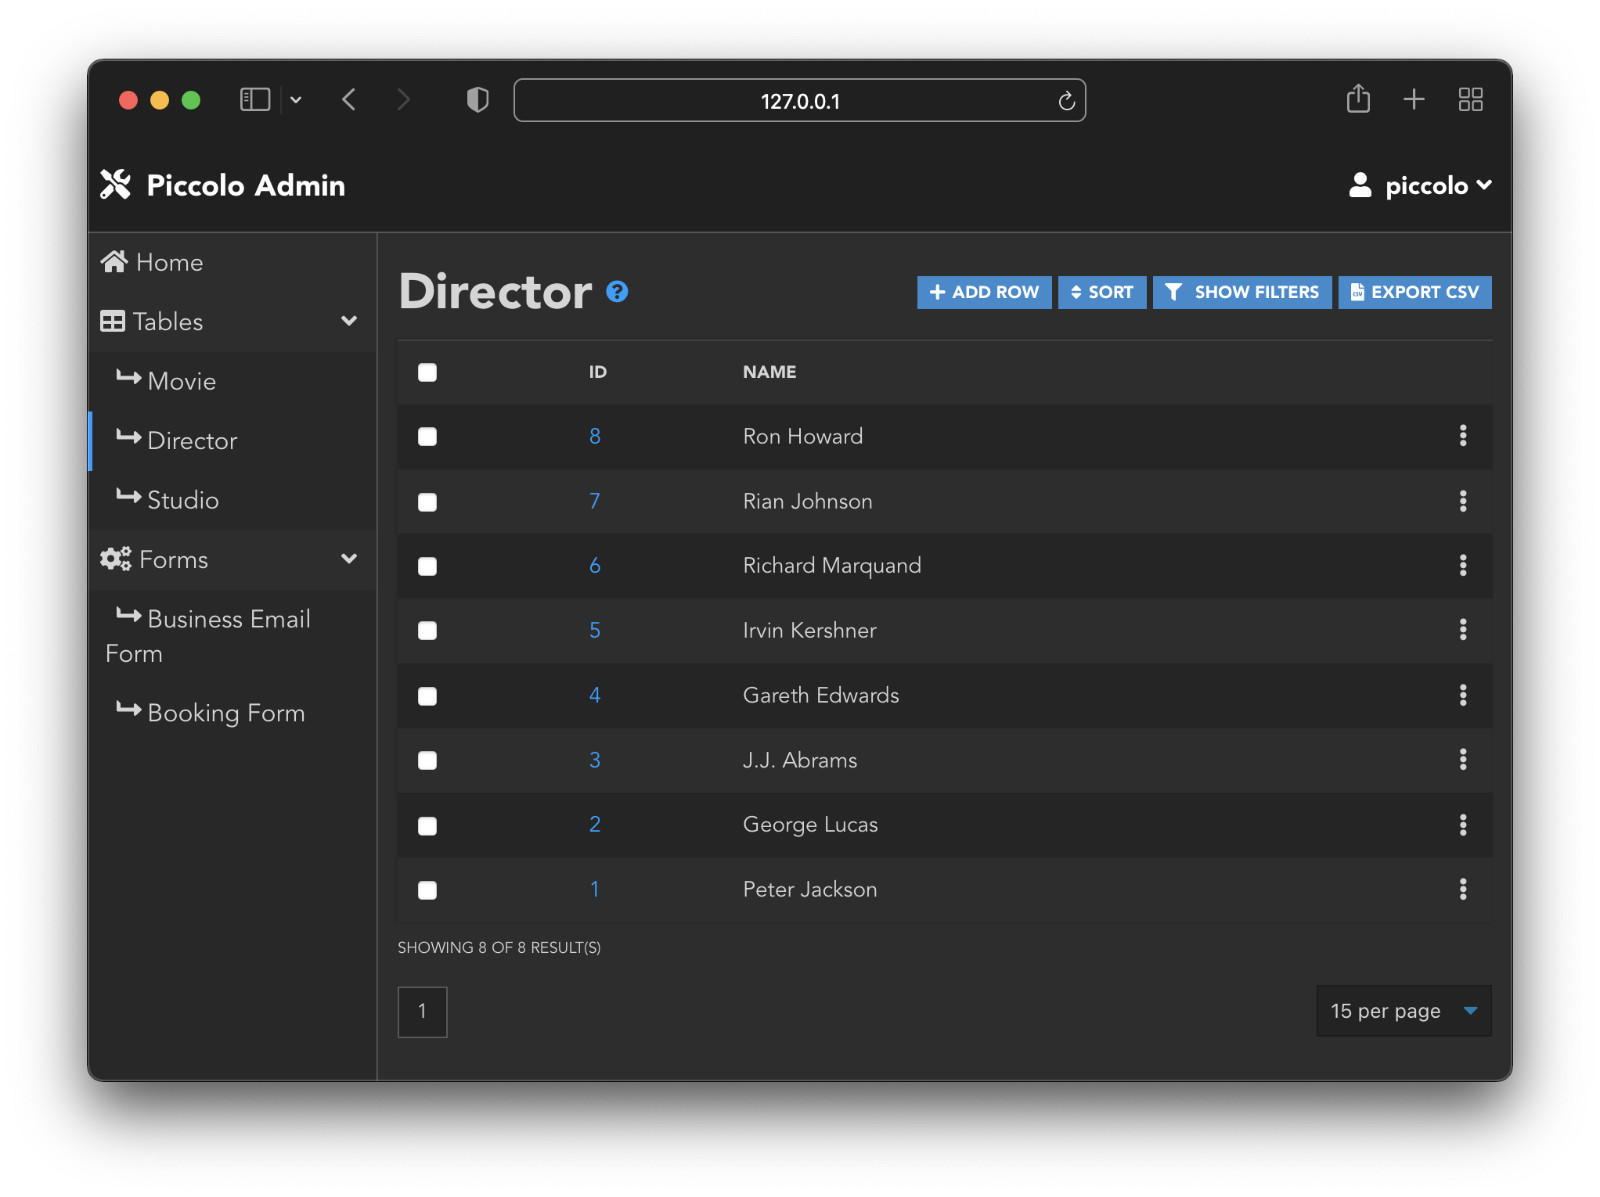 127.0.0.1
Piccolo Admin
piccolo
Home
Tables
Movie
Director
Studio
Forms
Business Email
Form
Booking Form
Director ?
ADD ROW
SORT
SHOW FILTERS
CSV EXPORT CSV
ID NAME
8 Ron Howard
7 Rian Johnson
6 Richard Marquand
5 Irvin Kershner
4 Gareth Edwards
3 J.J. Abrams
2 George Lucas
1 Peter Jackson
SHOWING 8 OF 8 RESULT(S)
1
15 per page